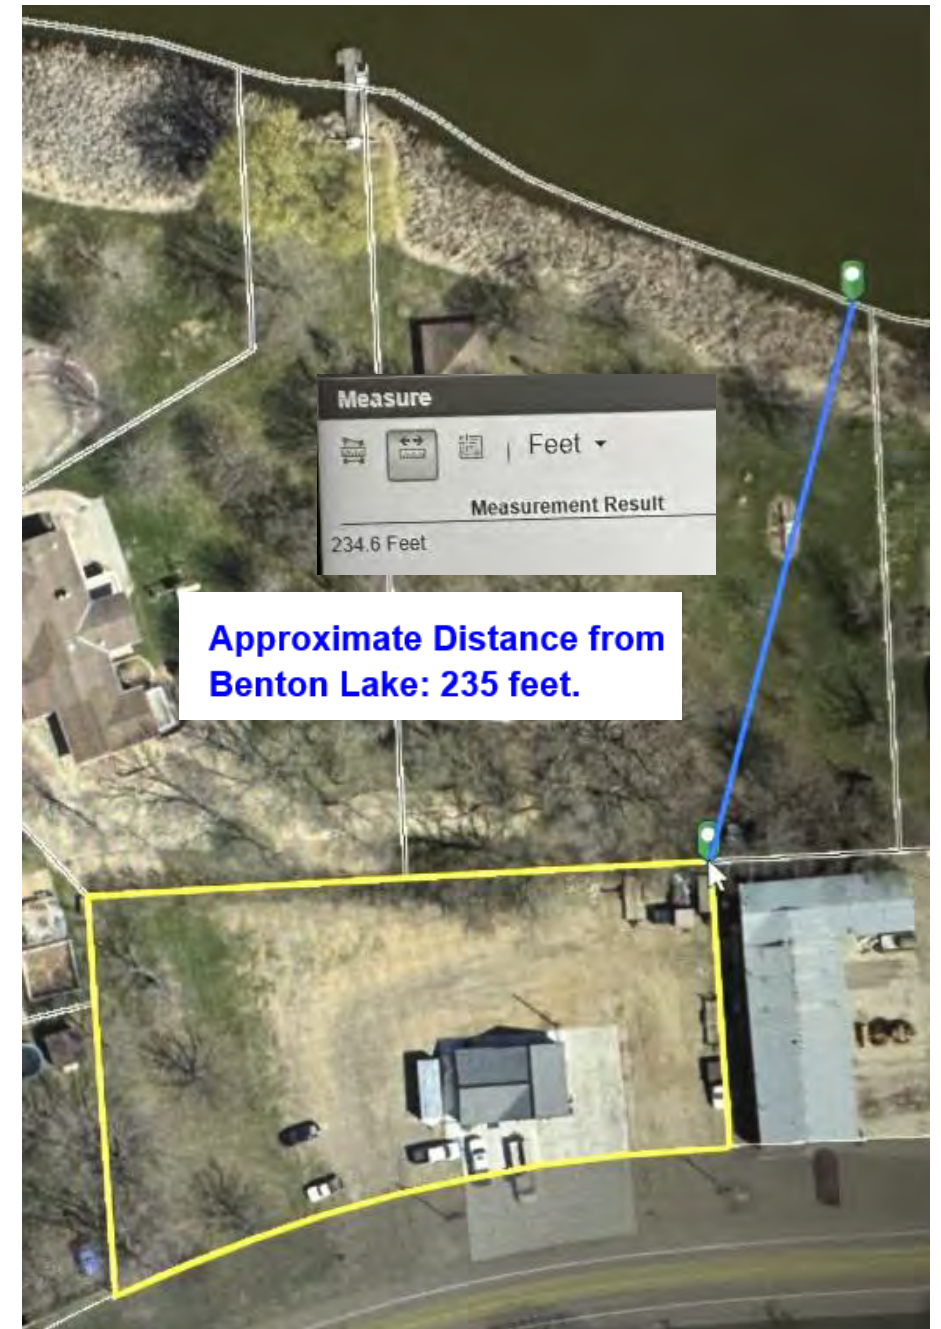 Measure
Feet
Measurement Result
234.6 Feet
Approximate Distance from
Benton Lake: 235 feet.